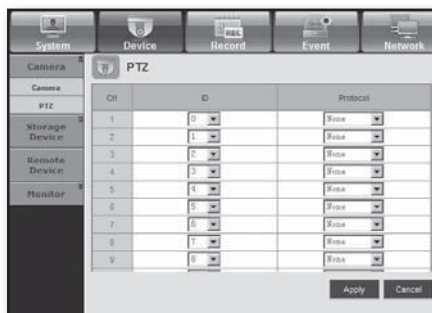 REC
System Device Record Event Network
Camera
PTZ
Camera
PTZ
Storage
Device
Remote
Device
Monitor
CH ID Protocol
1 0 None
2 1 None
3 2 None
4 3 None
5 4 None
6 5 None
7 6 None
8 7 None
9 8 None
Apply Cancel